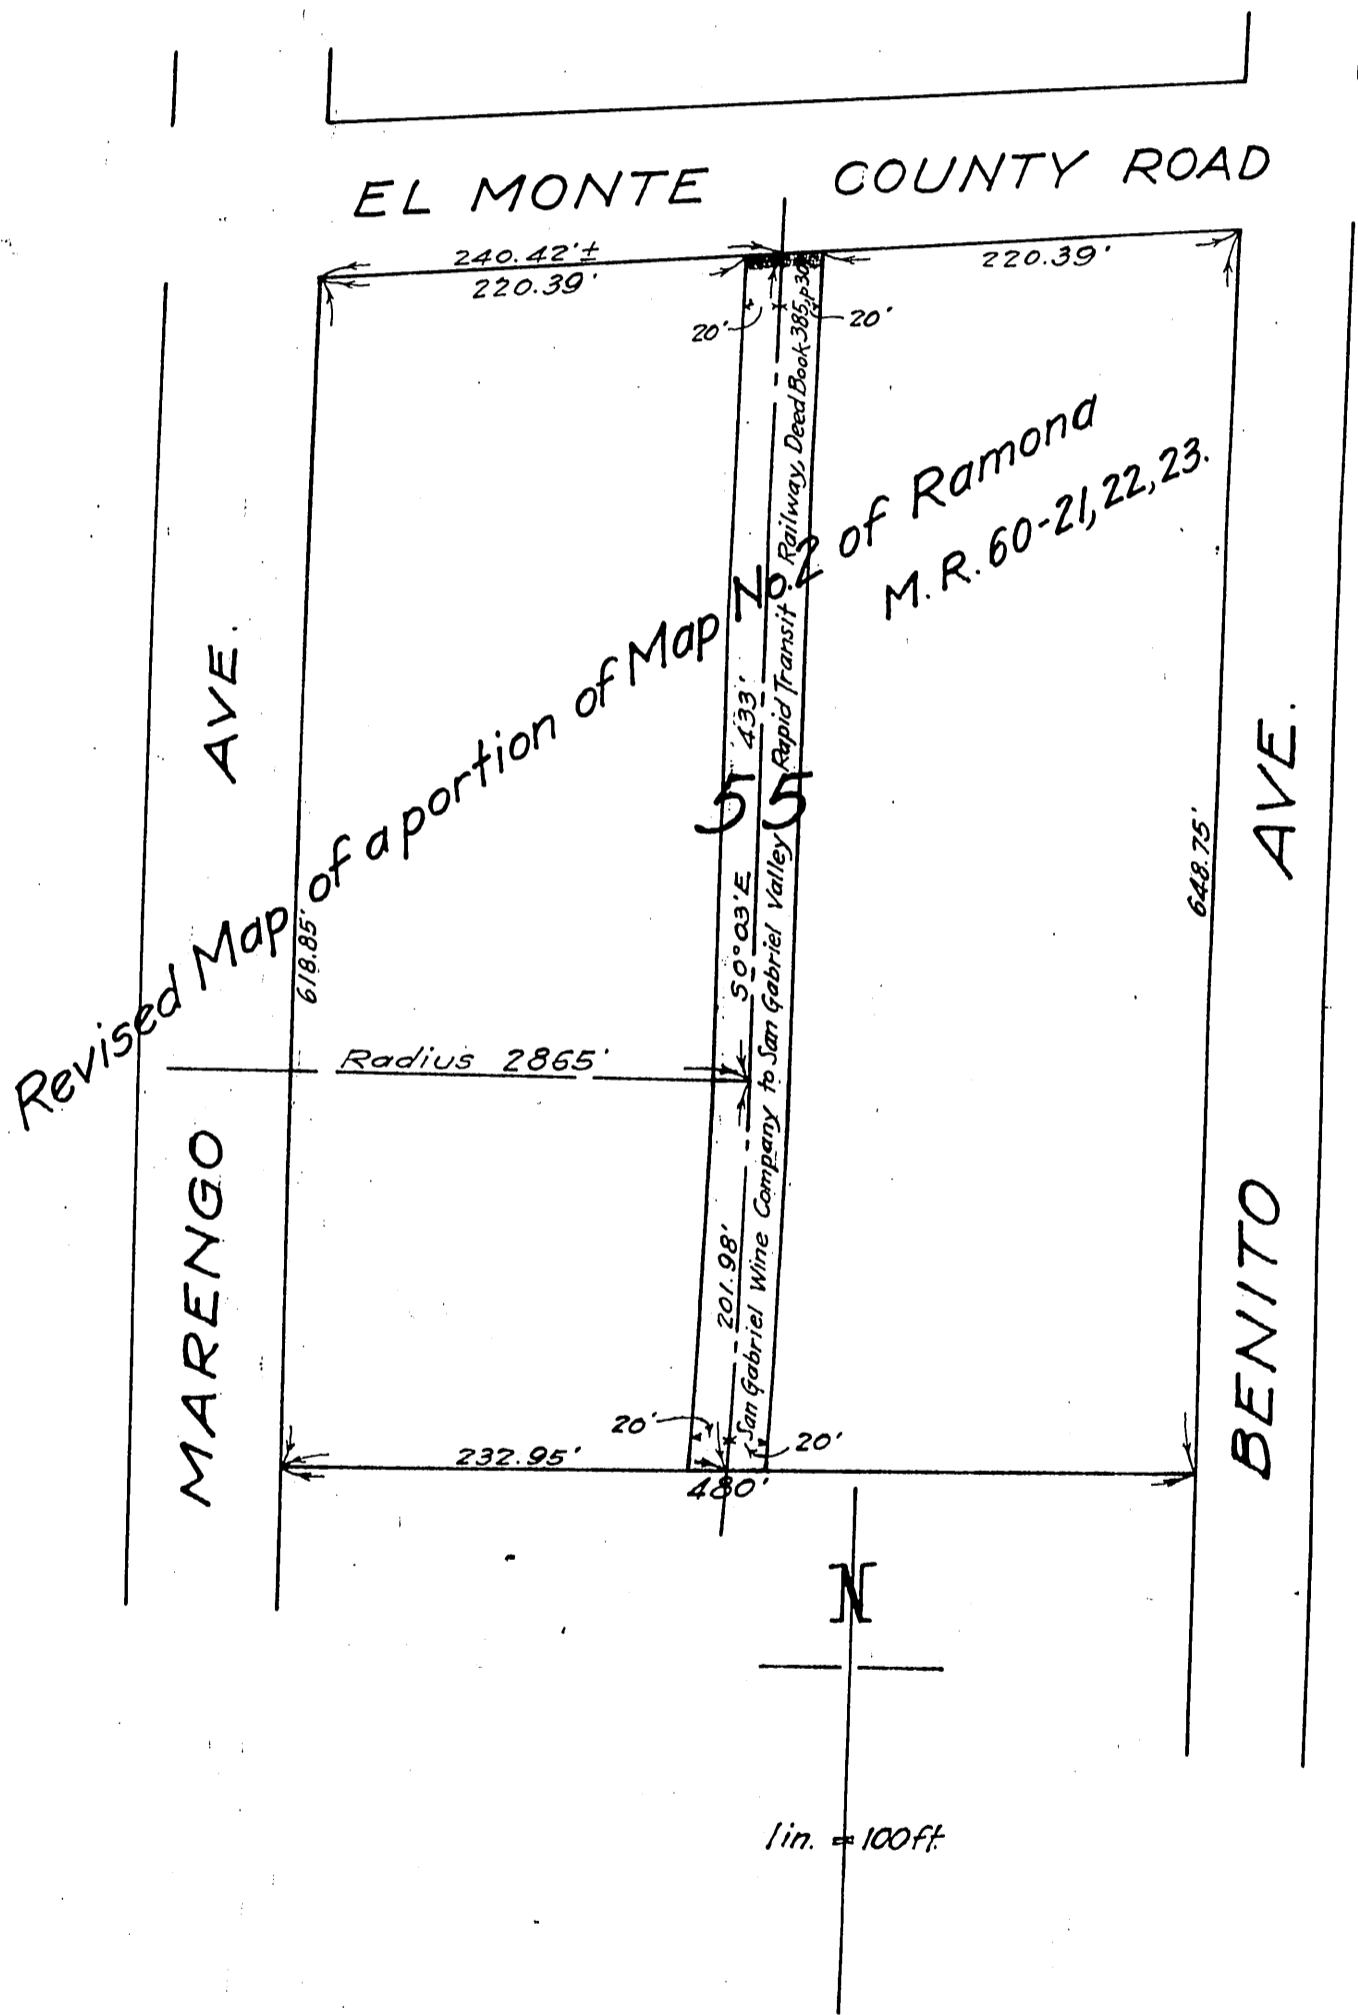 EL MONTE COUNTY ROAD
240.42'±
220.39'
220.39'
20'
20'
Revised Map of a portion of Map No.2 of Ramona
M.R. 60-21,22,23.
San Gabriel Wine Company to San Gabriel Valley Rapid Transit Railway, Deed Book 385, p30
MARENGO AVE.
618.85'
55
433'
S0°03'E
648.75'
BENITO AVE.
Radius 2865'
201.98'
20'
20'
232.95'
480'
N
1in. = 100ft.